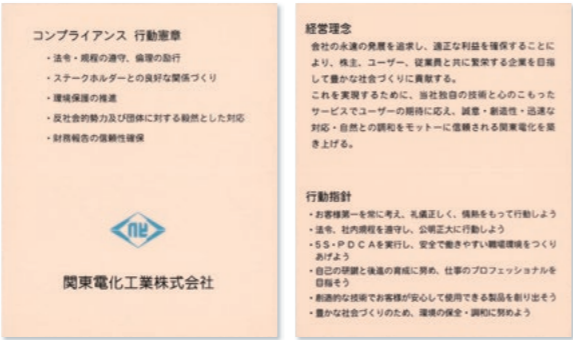 コンプライアンス 行動憲章
・法令・規程の遵守、倫理の励行
・ステークホルダーとの良好な関係づくり
・環境保護の推進
・反社会的勢力及び団体に対する毅然とした対応
・財務報告の信頼性確保
関東電化工業株式会社
経営理念
会社の永遠の発展を追求し、適正な利益を確保することに
より、株主、ユーザー、従業員と共に繁栄する企業を目指
して豊かな社会づくりに貢献する。
これを実現するために、当社独自の技術と心のこもった
サービスでユーザーの期待に応え、誠意・創造性・迅速な
対応・自然との調和をモットーに信頼される関東電化を築
き上げる。
行動指針
・お客様第一を常に考え、礼儀正しく、情熱をもって行動しよう
・法令、社内規程を遵守し、公明正大に行動しよう
・5S・PDCAを実行し、安全で働きやすい職場環境をつくり
あげよう
・自己の研鑽と後進の育成に努め、仕事のプロフェッショナルを
目指そう
・創造的な技術でお客様が安心して使用できる製品を創り出そう
・豊かな社会づくりのため、環境の保全・調和に努めよう